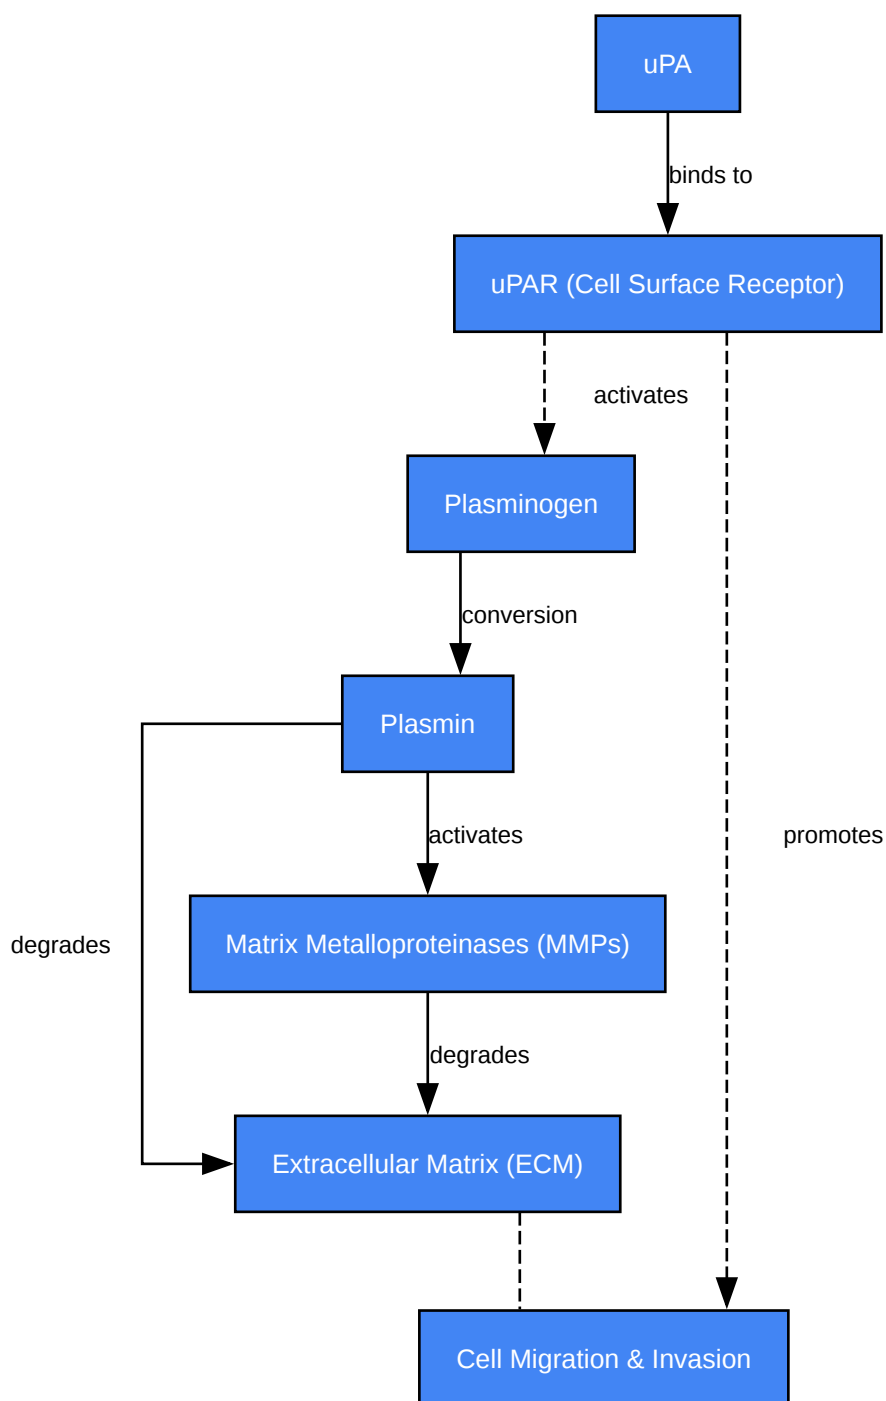 uPA
binds to
uPAR (Cell Surface Receptor)
activates
Plasminogen
conversion
Plasmin
activates
promotes
Matrix Metalloproteinases (MMPs)
degrades
degrades
Extracellular Matrix (ECM)
Cell Migration & Invasion